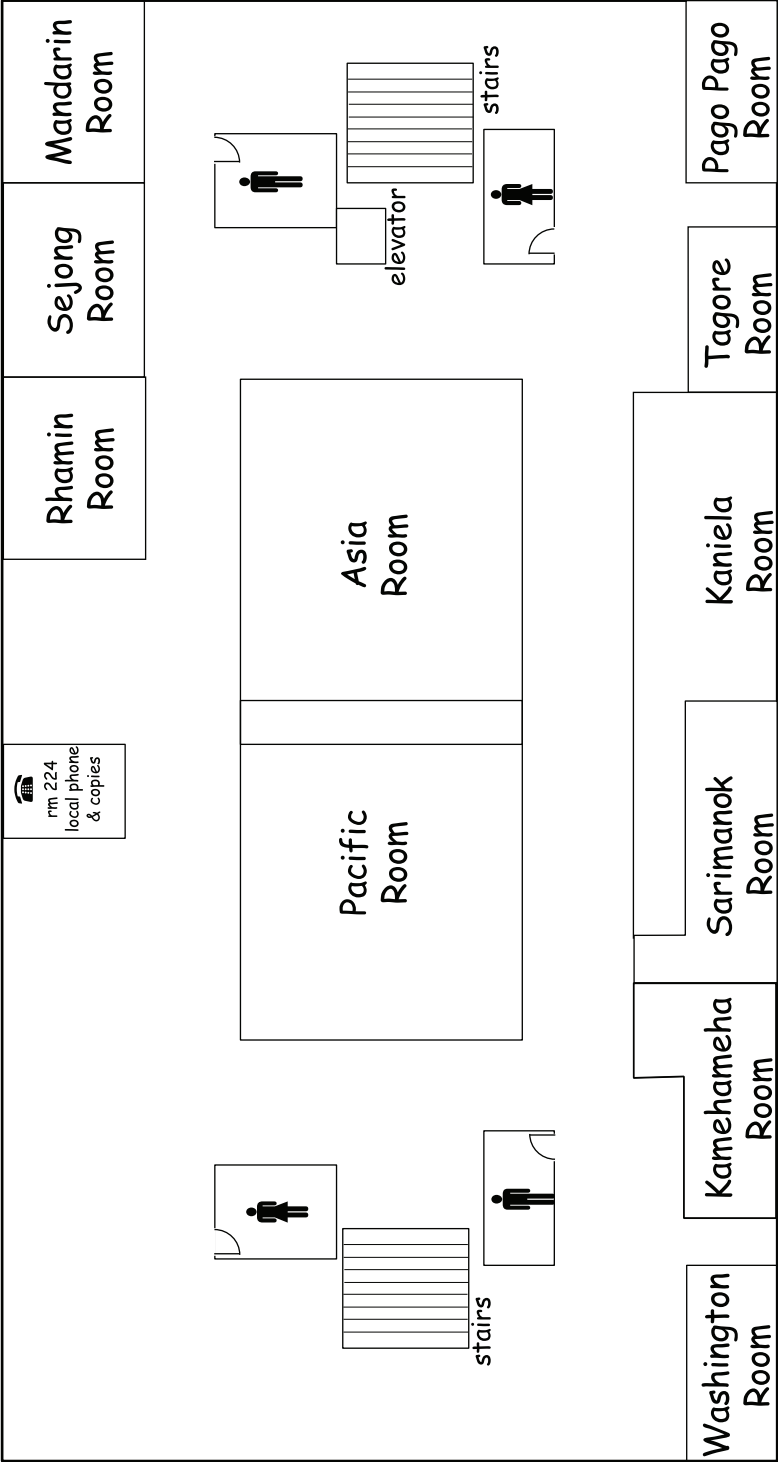 Mandarin
Room
Sejong
Room
Rhamin
Room
rm 224
local phone
& copies
stairs
elevator
Asia
Room
Pacific
Room
stairs
Pago Pago
Room
Tagore
Room
Kaniela
Room
Sarimanok
Room
Kamehameha
Room
Washington
Room